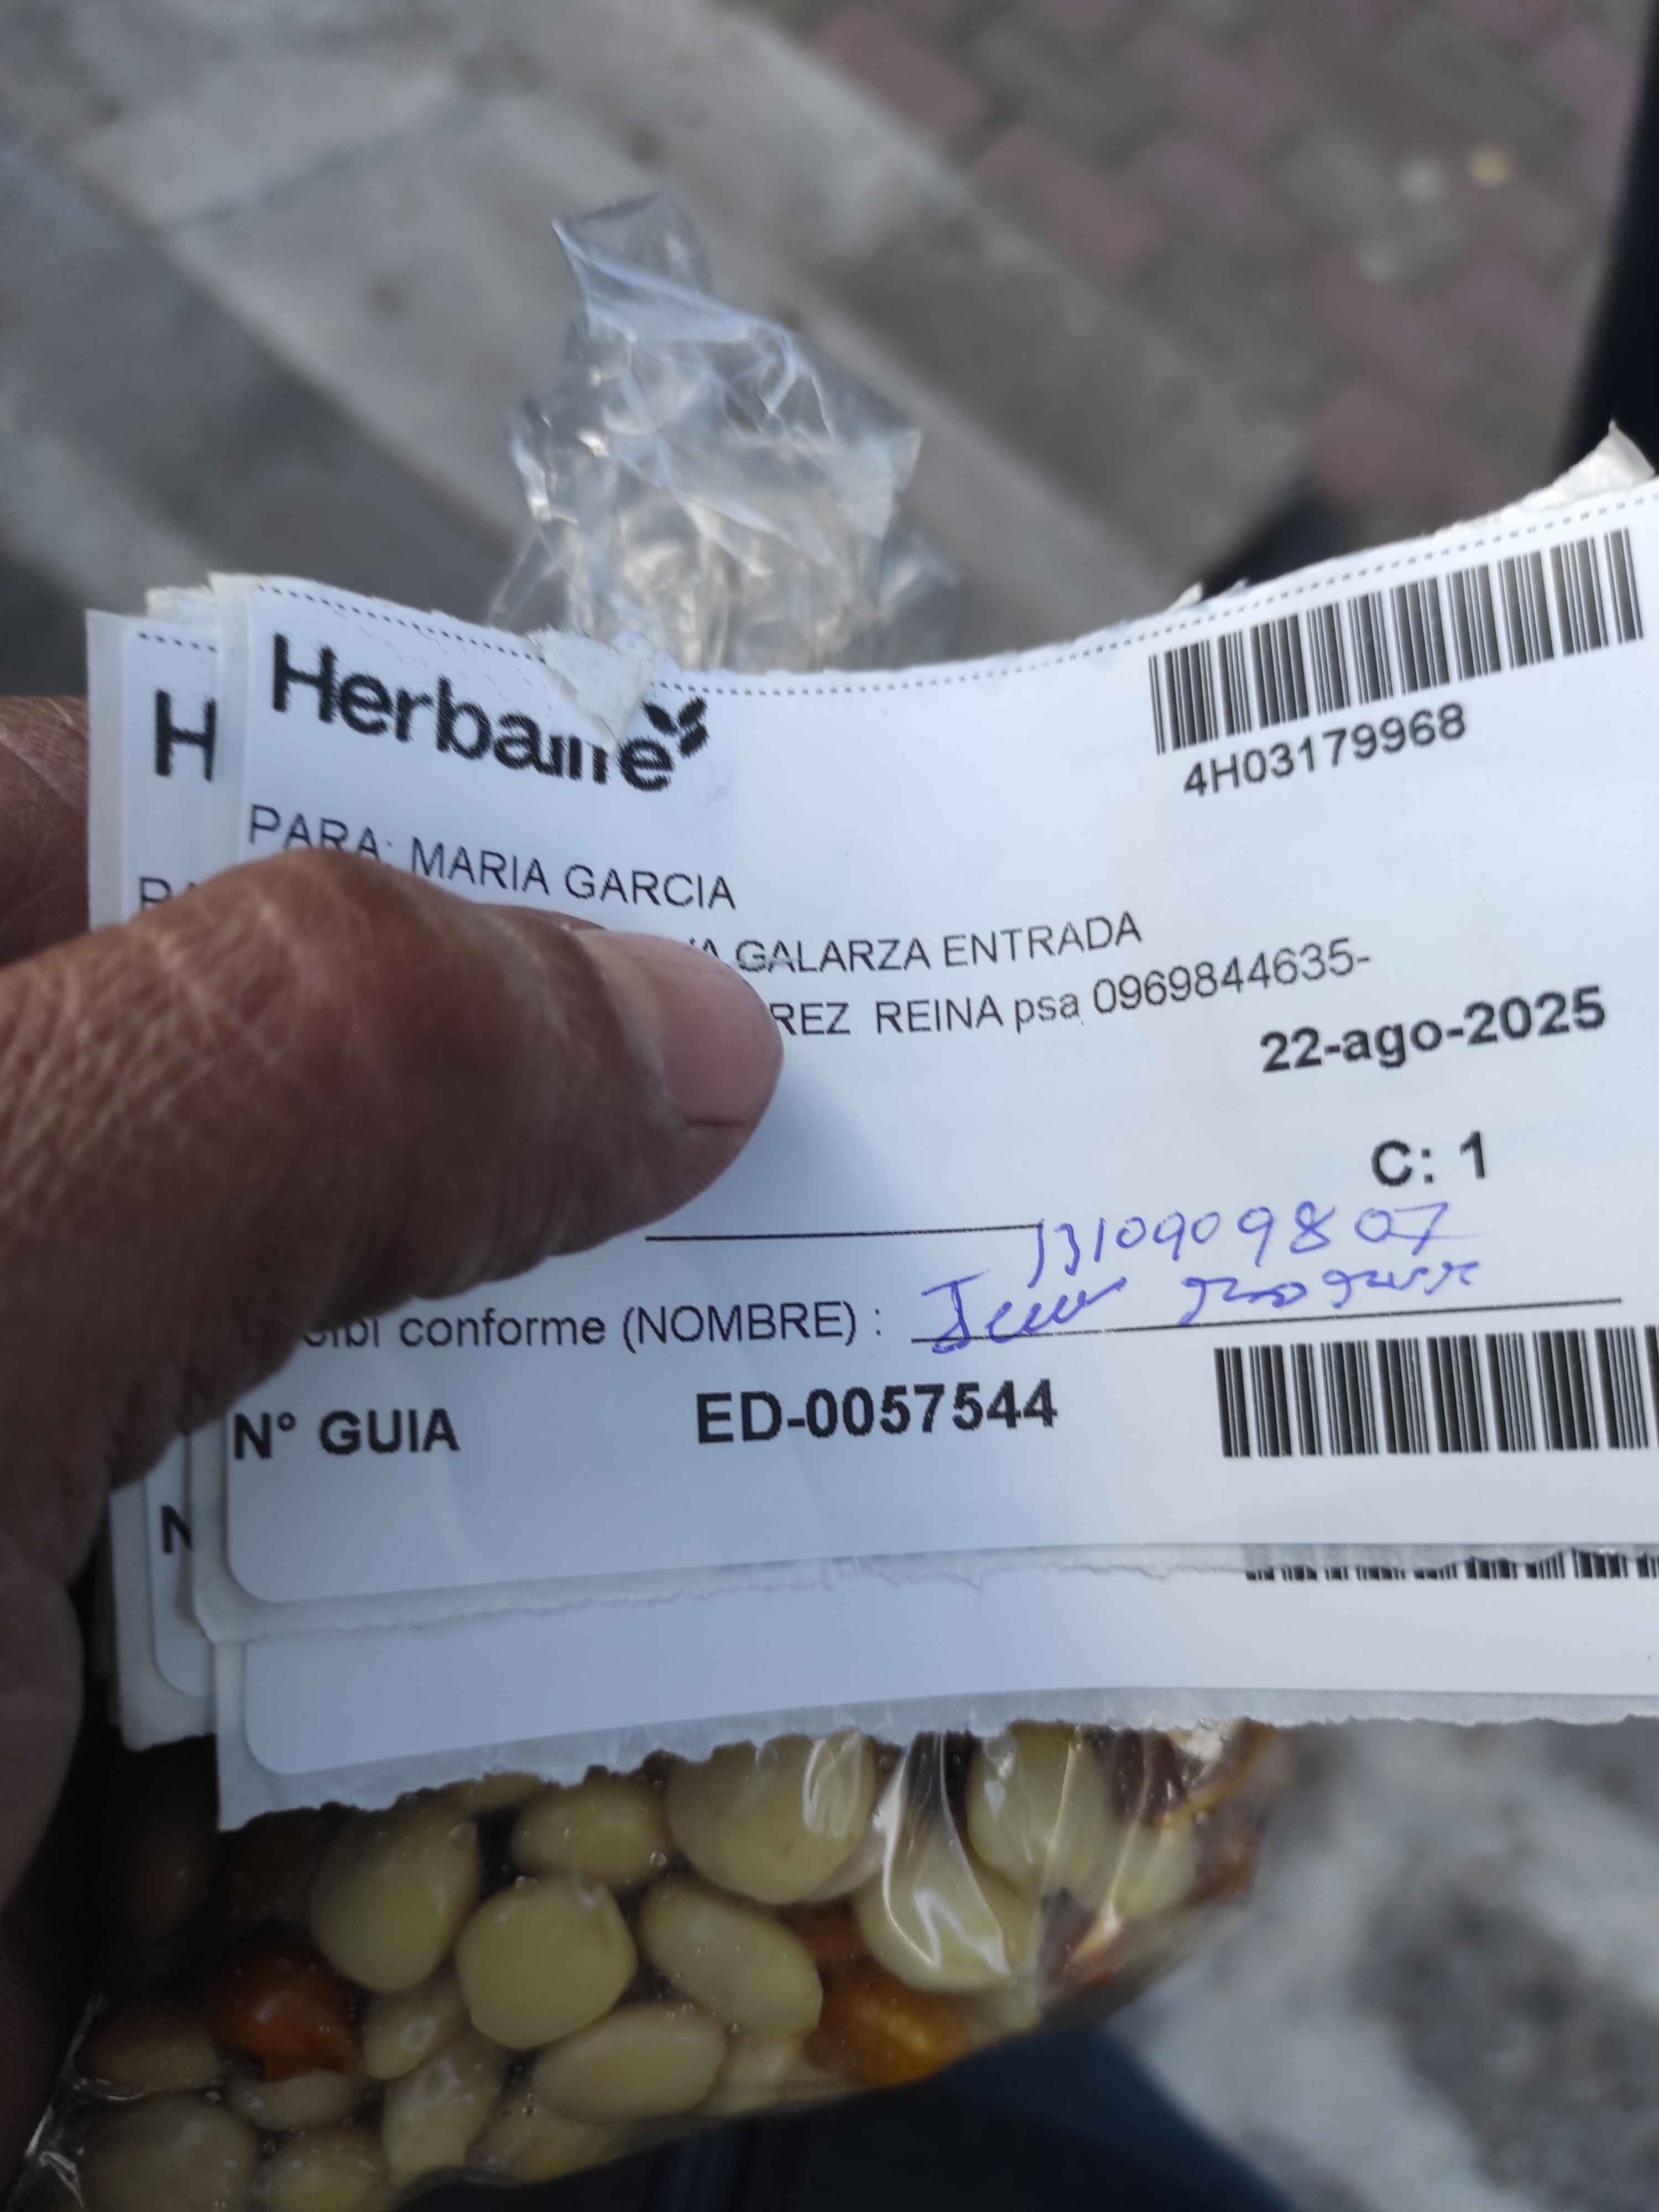 Herbalife
4H03179968
PARA: MARIA GARCIA
GALARZA ENTRADA
REZ REINA psa 0969844635-
22-ago-2025
C: 1
1310909807
conforme (NOMBRE) :
N° GUIA ED-0057544
H
N